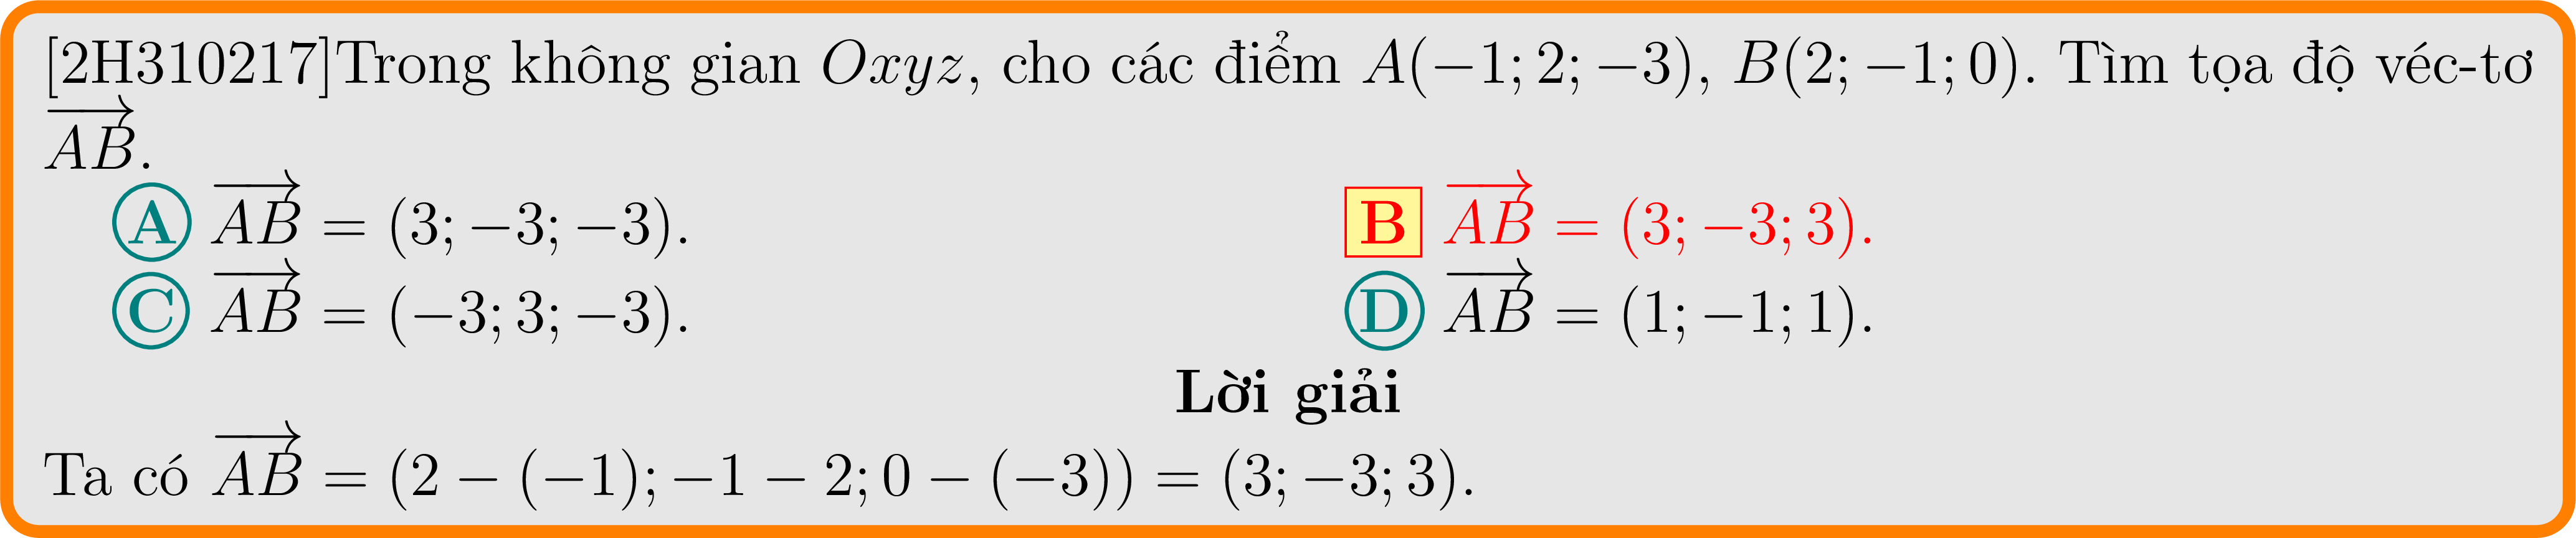 [2H310217]Trong không gian Oxyz, cho các điểm A(−1; 2; −3), B(2; −1; 0). Tìm tọa độ véc-tơ
$\overrightarrow{AB}$.
A $\overrightarrow{AB}$ = (3; −3; −3). B $\overrightarrow{AB}$ = (3; −3; 3).
C $\overrightarrow{AB}$ = (−3; 3; −3). D $\overrightarrow{AB}$ = (1; −1; 1).
Lời giải
Ta có $\overrightarrow{AB}$ = (2 − (−1); −1 − 2; 0 − (−3)) = (3; −3; 3).